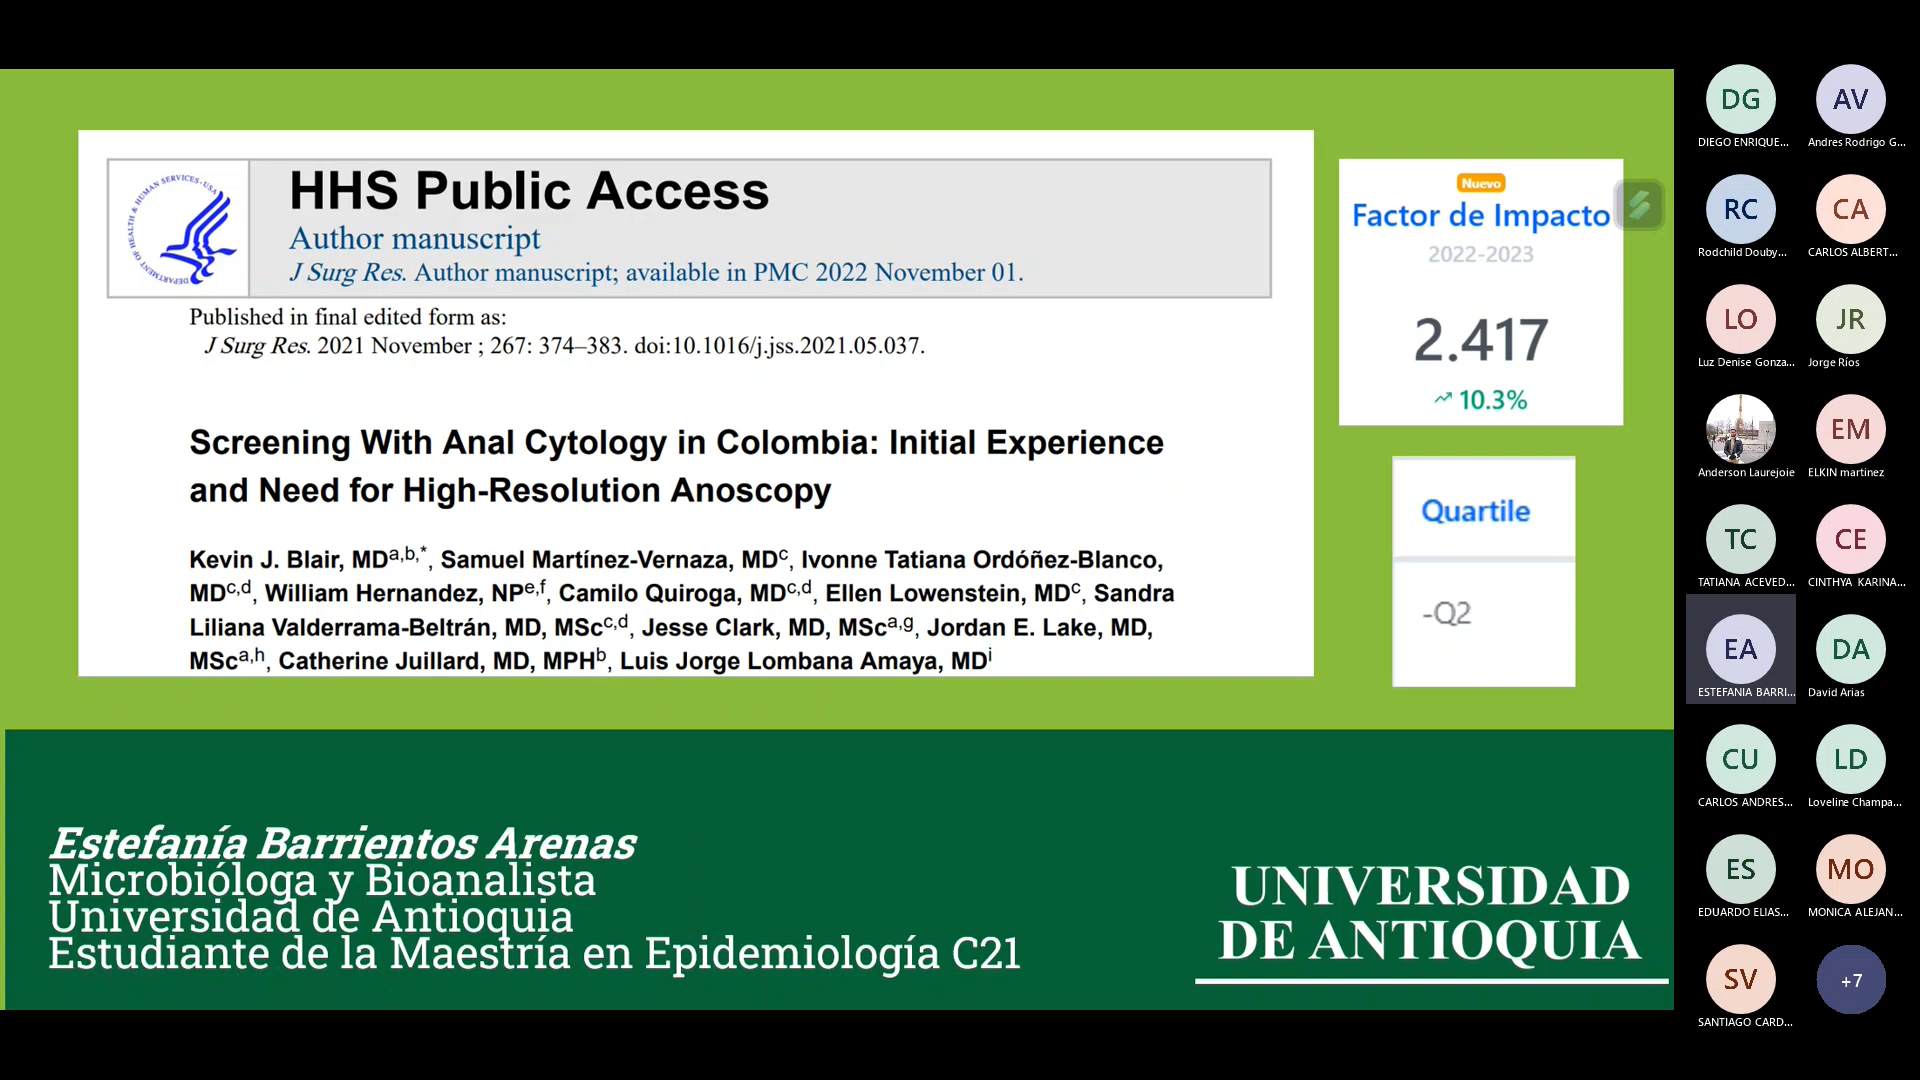 DEPARTMENT OF HEALTH & HUMAN SERVICES-USA
HHS Public Access
Author manuscript
J Surg Res. Author manuscript; available in PMC 2022 November 01.
Published in final edited form as:
J Surg Res. 2021 November ; 267: 374–383. doi:10.1016/j.jss.2021.05.037.
Screening With Anal Cytology in Colombia: Initial Experience
and Need for High-Resolution Anoscopy
Kevin J. Blair, MDa,b,*, Samuel Martínez-Vernaza, MDc, Ivonne Tatiana Ordóñez-Blanco,
MDc,d, William Hernandez, NPe,f, Camilo Quiroga, MDc,d, Ellen Lowenstein, MDc, Sandra
Liliana Valderrama-Beltrán, MD, MScc,d, Jesse Clark, MD, MSca,g, Jordan E. Lake, MD,
MSca,h, Catherine Juillard, MD, MPHb, Luis Jorge Lombana Amaya, MDi
Nuevo
Factor de Impacto
2022-2023
2.417
10.3%
Quartile
-Q2
Estefanía Barrientos Arenas
Microbióloga y Bioanalista
Universidad de Antioquia
Estudiante de la Maestría en Epidemiología C21
UNIVERSIDAD
DE ANTIOQUIA
DG AV
DIEGO ENRIQUE... Andres Rodrigo G...
RC CA
Rodchild Douby... CARLOS ALBERT...
LO JR
Luz Denise Gonza... Jorge Ríos
EM
Anderson Laurejoie ELKIN martinez
TC CE
TATIANA ACEVED... CINTHYA KARINA...
EA DA
ESTEFANIA BARRI... David Arias
CU LD
CARLOS ANDRES... Loveline Champa...
ES MO
EDUARDO ELIAS... MONICA ALEJAN...
SV +7
SANTIAGO CARD...